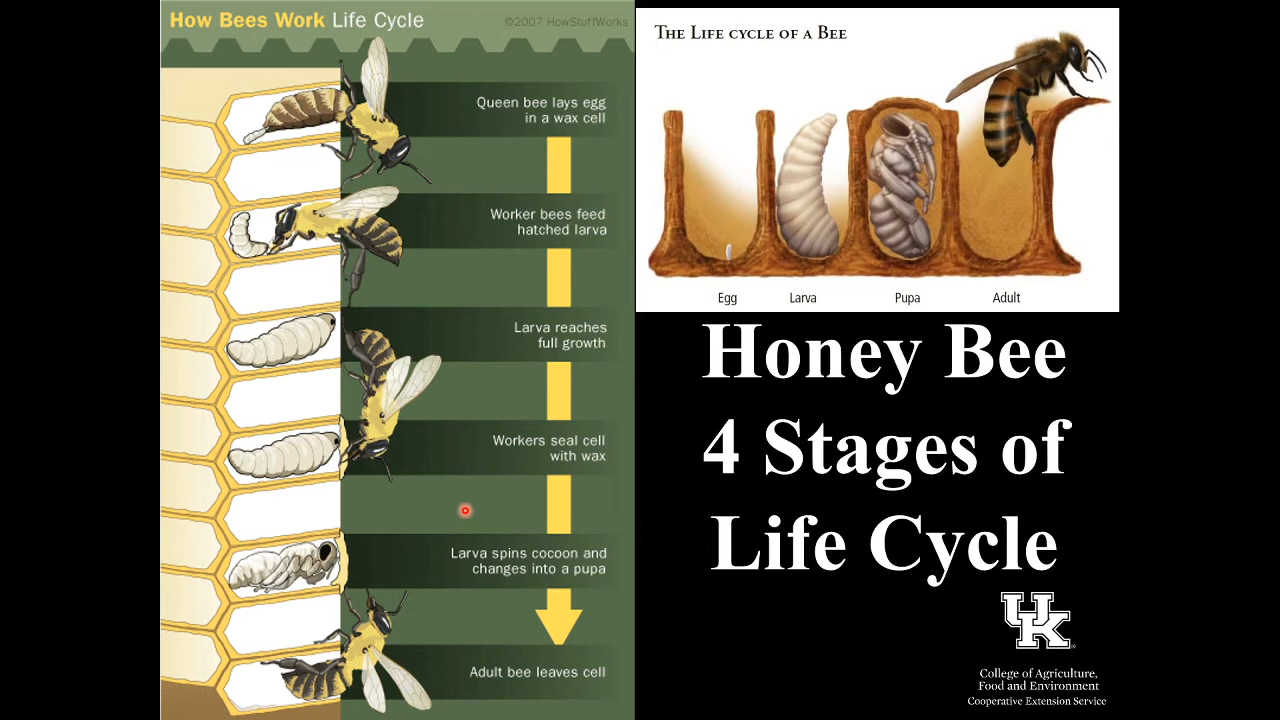 How Bees Work Life Cycle
©2007 HowStuffWorks
Queen bee lays egg
in a wax cell
Worker bees feed
hatched larva
Larva reaches
full growth
Workers seal cell
with wax
Larva spins cocoon and
changes into a pupa
Adult bee leaves cell
The Life cycle of a Bee
Egg Larva Pupa Adult
Honey Bee
4 Stages of
Life Cycle
UK
College of Agriculture,
Food and Environment
Cooperative Extension Service